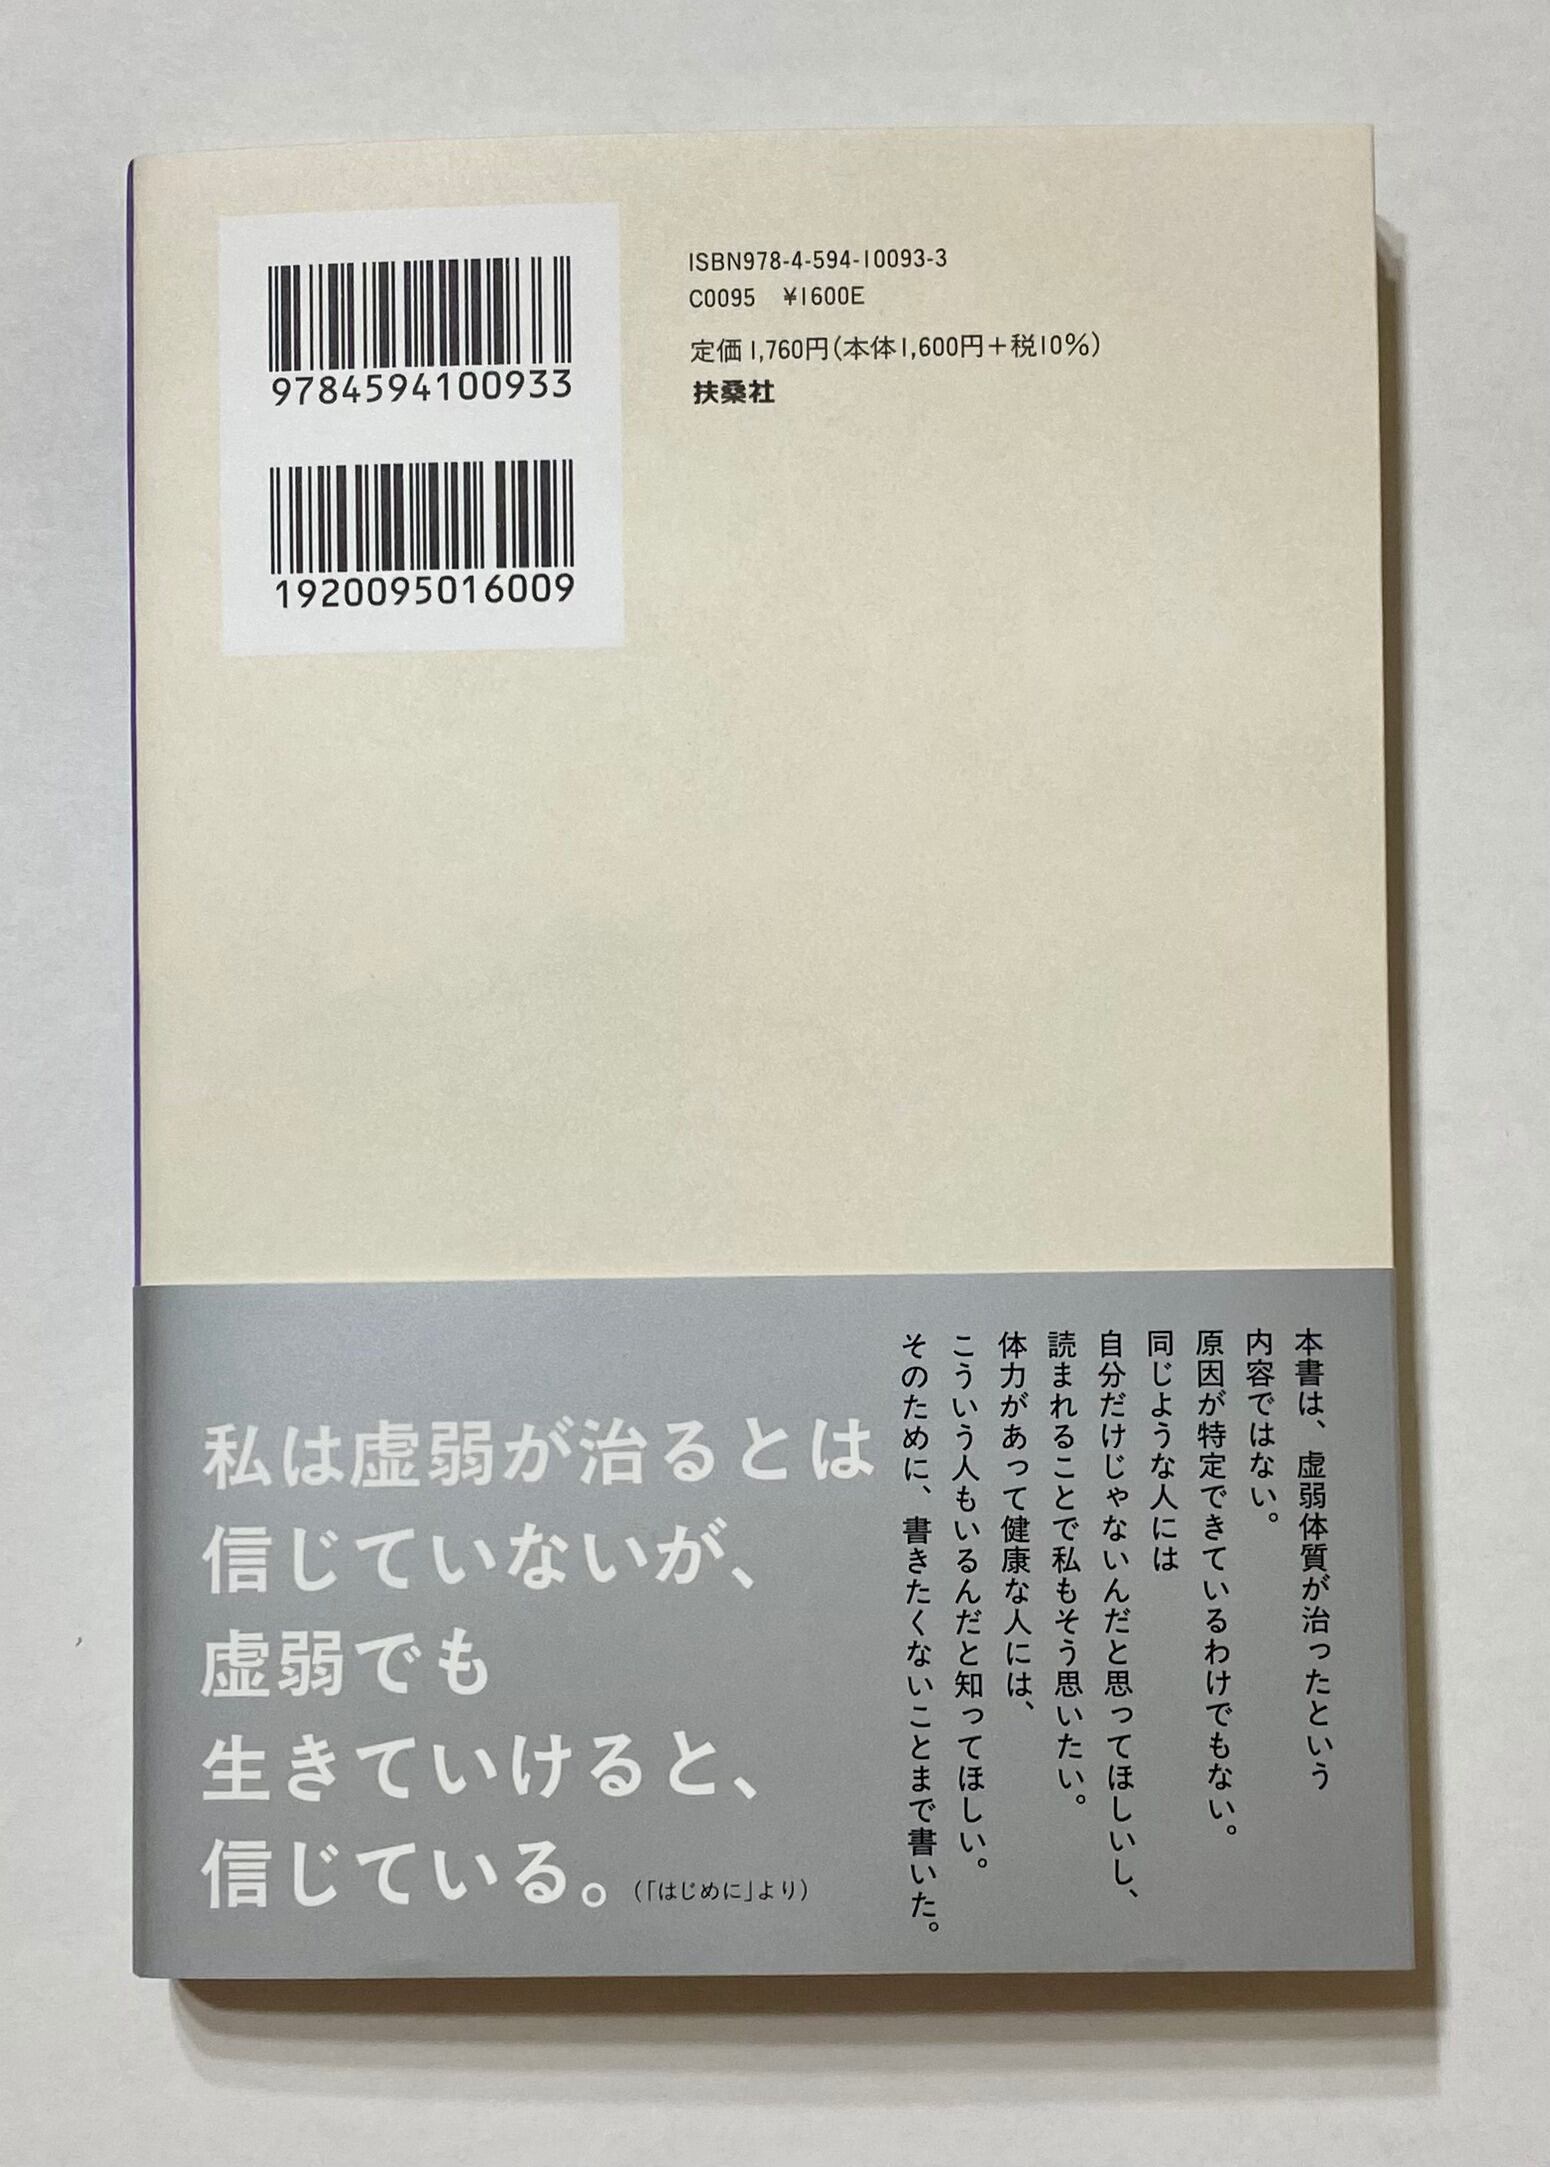 9784594100933
1920095016009
ISBN978-4-594-10093-3
C0095 ¥1600E
定価1,760円(本体1,600円+税10%)
扶桑社
本書は、虚弱体質が治ったという
内容ではない。
原因が特定できているわけでもない。
同じような人には
自分だけじゃないんだと思ってほしいし、
読まれることで私もそう思いたい。
体力があって健康な人には、
こういう人もいるんだと知ってほしい。
そのために、書きたくないことまで書いた。
私は虚弱が治るとは
信じていないが、
虚弱でも
生きていけると、
信じている。(「はじめに」より)